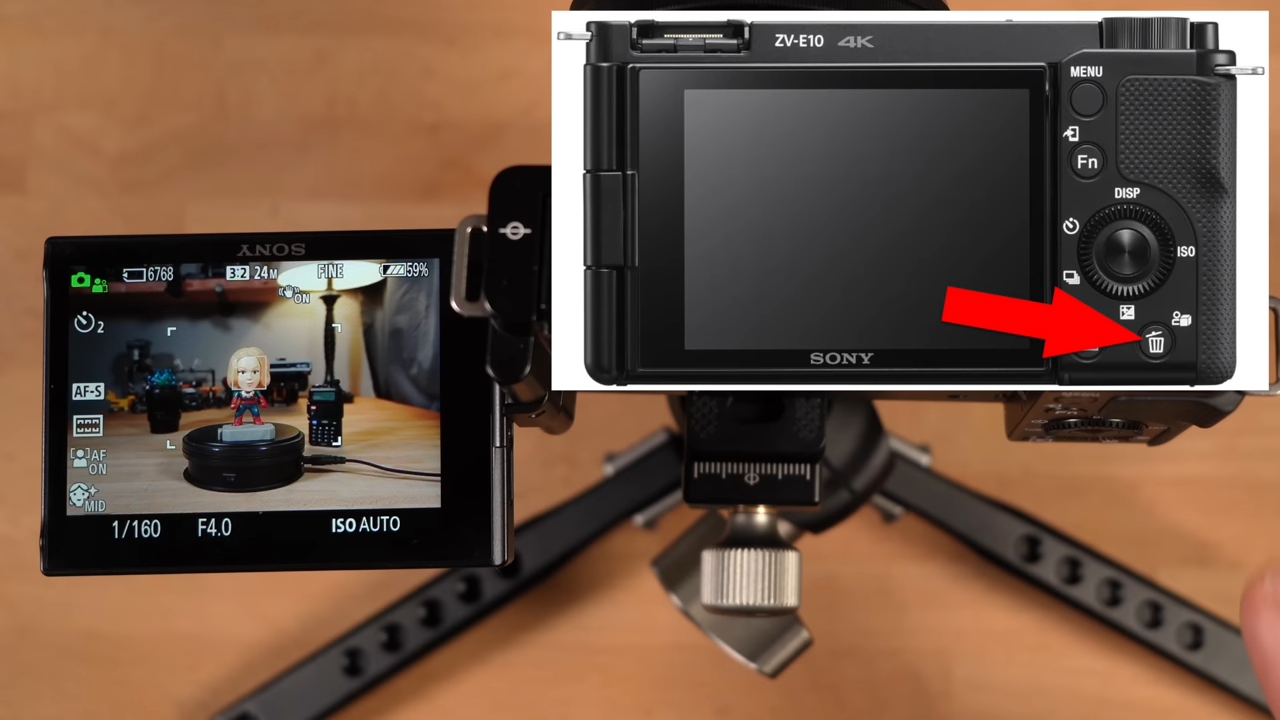 ZV-E10 4K
MENU
Fn
DISP
ISO
SONY
SONY
6768
3:2 24M
FINE
59%
ON
2
AF-S
AF
ON
MID
1/160
F4.0
ISO AUTO